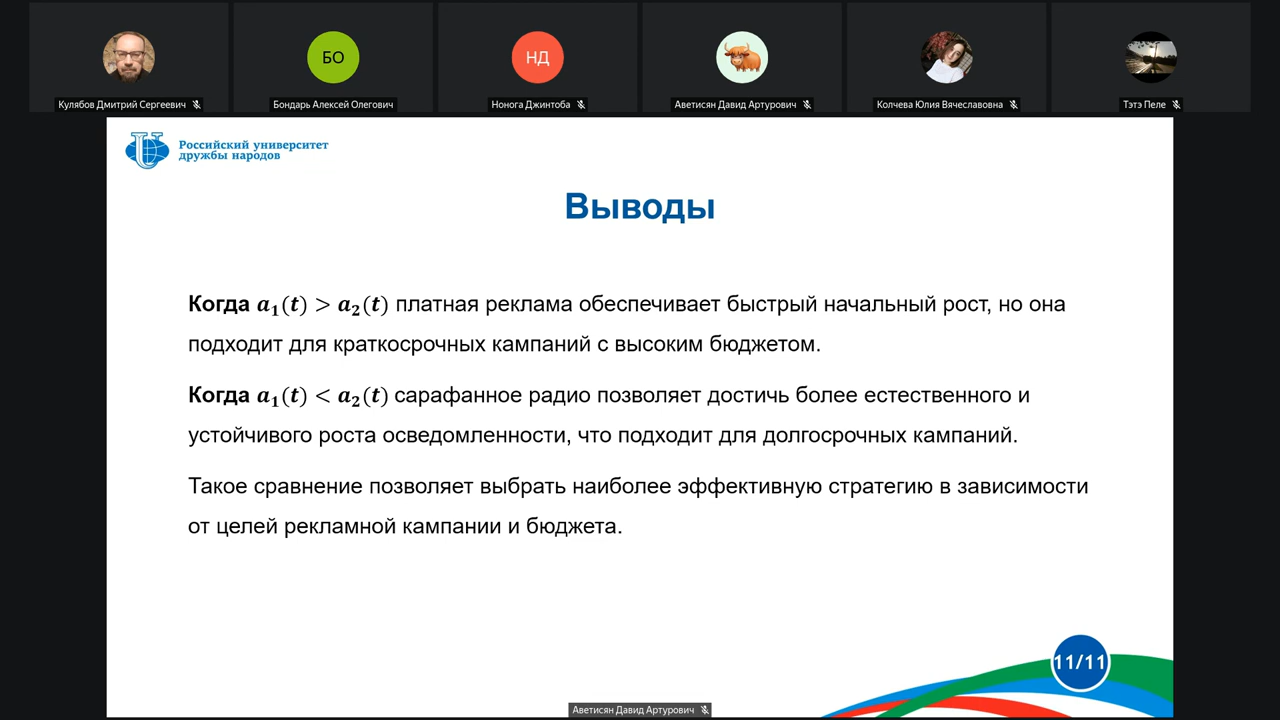 БО
НД
Кулябов Дмитрий Сергеевич
Бондарь Алексей Олегович
Нонога Джинтоба
Аветисян Давид Артурович
Колчева Юлия Вячеславовна
Тэтэ Пеле
Российский университет
дружбы народов
Выводы
Когда a₁(t) > a₂(t) платная реклама обеспечивает быстрый начальный рост, но она
подходит для краткосрочных кампаний с высоким бюджетом.
Когда a₁(t) < a₂(t) сарафанное радио позволяет достичь более естественного и
устойчивого роста осведомленности, что подходит для долгосрочных кампаний.
Такое сравнение позволяет выбрать наиболее эффективную стратегию в зависимости
от целей рекламной кампании и бюджета.
11/11
Аветисян Давид Артурович